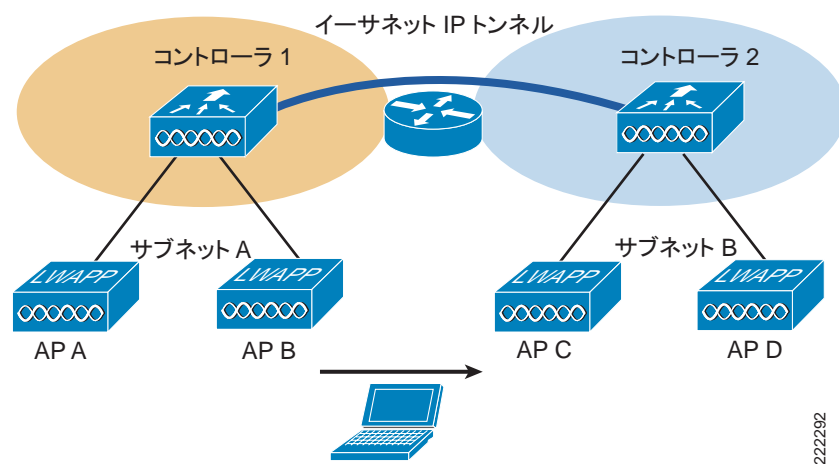 イーサネット IP トンネル
コントローラ 1
コントローラ 2
サブネット A
サブネット B
LWAPP
LWAPP
LWAPP
LWAPP
AP A
AP B
AP C
AP D
222292